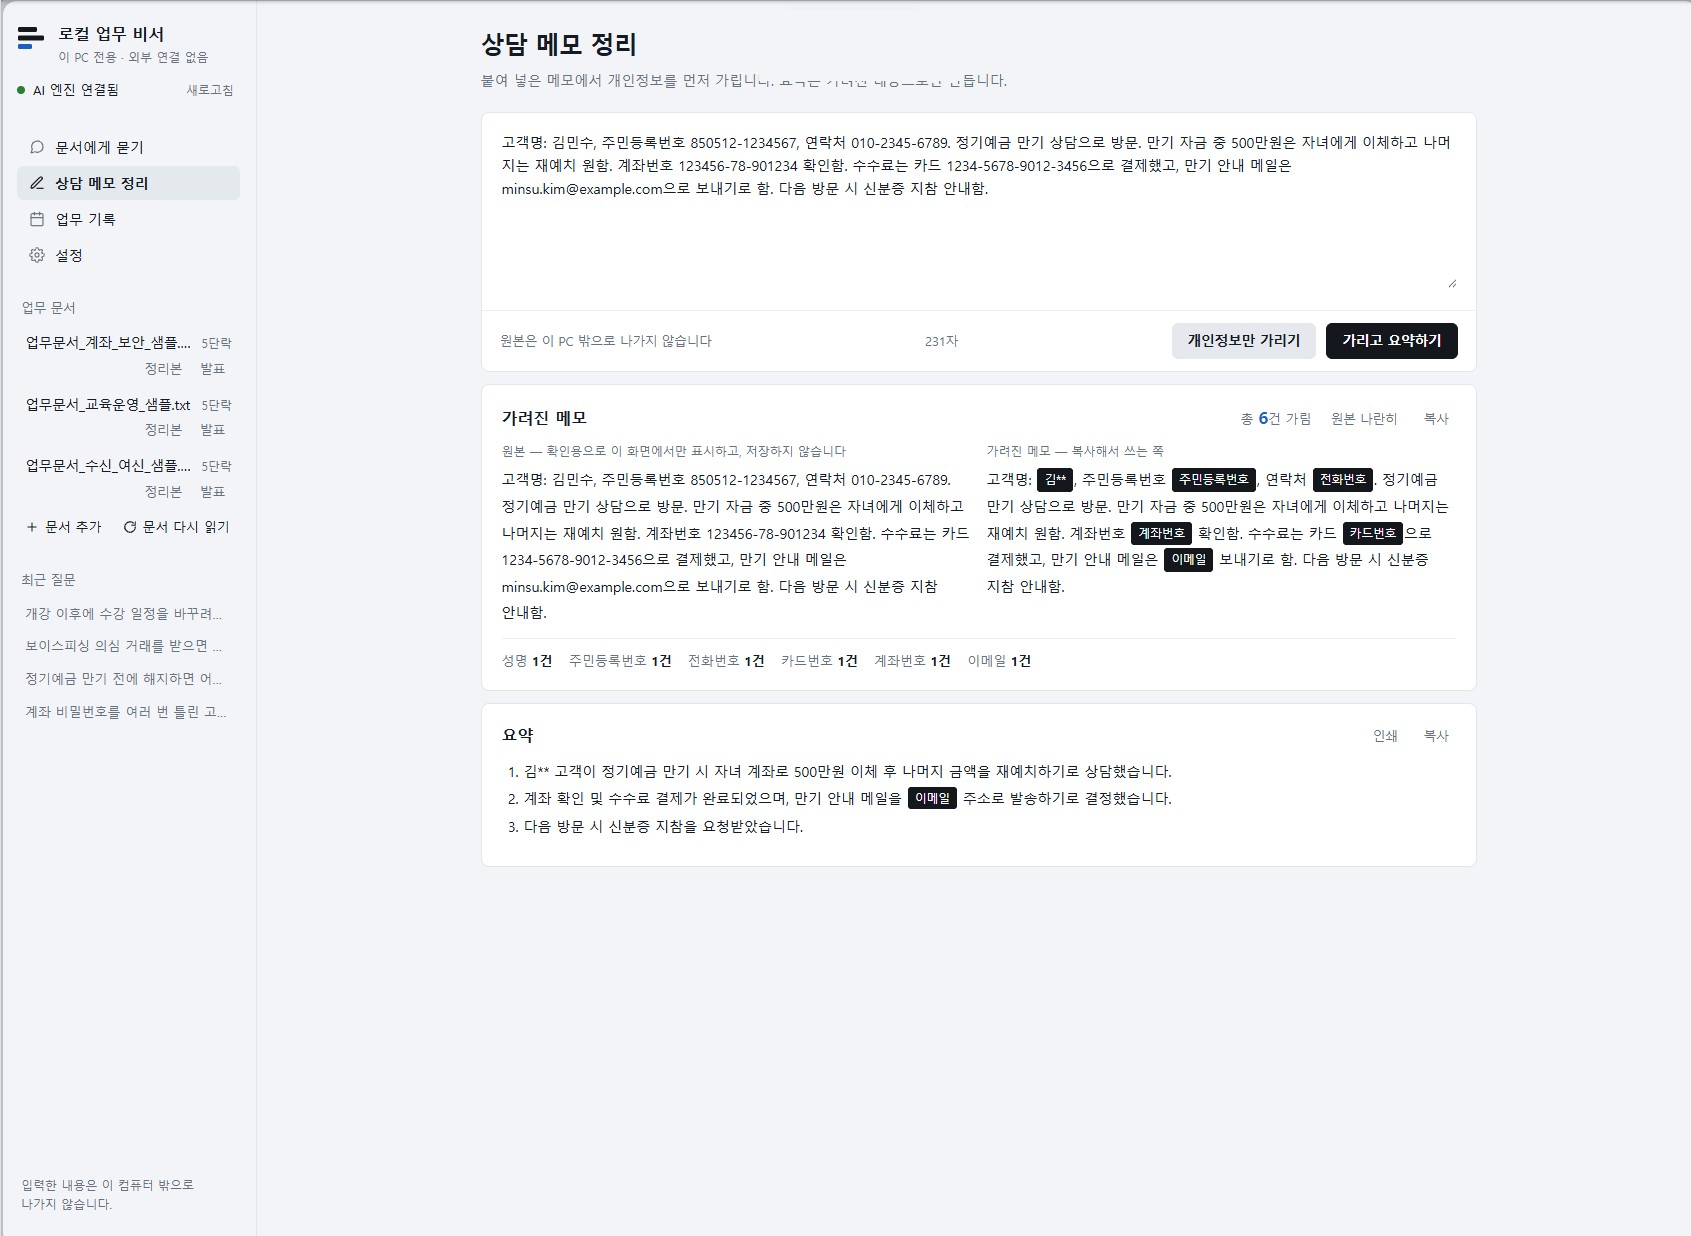 로컬 업무 비서
이 PC 전용 · 외부 연결 없음
AI 엔진 연결됨 새로고침
문서에게 묻기
상담 메모 정리
업무 기록
설정
업무 문서
업무문서_계좌_보안_샘플.... 5단락
정리본 발표
업무문서_교육운영_샘플.txt 5단락
정리본 발표
업무문서_수신_여신_샘플.... 5단락
정리본 발표
+ 문서 추가 문서 다시 읽기
최근 질문
개강 이후에 수강 일정을 바꾸려...
보이스피싱 의심 거래를 받으면 ...
정기예금 만기 전에 해지하면 어...
계좌 비밀번호를 여러 번 틀린 고...
입력한 내용은 이 컴퓨터 밖으로
나가지 않습니다.
상담 메모 정리
붙여 넣은 메모에서 개인정보를 먼저 가립니다.
고객명: 김민수, 주민등록번호 850512-1234567, 연락처 010-2345-6789. 정기예금 만기 상담으로 방문. 만기 자금 중 500만원은 자녀에게 이체하고 나머
지는 재예치 원함. 계좌번호 123456-78-901234 확인함. 수수료는 카드 1234-5678-9012-3456으로 결제했고, 만기 안내 메일은
minsu.kim@example.com으로 보내기로 함. 다음 방문 시 신분증 지참 안내함.
원본은 이 PC 밖으로 나가지 않습니다 231자 개인정보만 가리기 가리고 요약하기
가려진 메모 총 6건 가림 원본 나란히 복사
원본 — 확인용으로 이 화면에서만 표시하고, 저장하지 않습니다
고객명: 김민수, 주민등록번호 850512-1234567, 연락처 010-2345-6789.
정기예금 만기 상담으로 방문. 만기 자금 중 500만원은 자녀에게 이체하고
나머지는 재예치 원함. 계좌번호 123456-78-901234 확인함. 수수료는 카드
1234-5678-9012-3456으로 결제했고, 만기 안내 메일은
minsu.kim@example.com으로 보내기로 함. 다음 방문 시 신분증 지참
안내함.
가려진 메모 — 복사해서 쓰는 쪽
고객명: 김**, 주민등록번호 주민등록번호, 연락처 전화번호. 정기예금
만기 상담으로 방문. 만기 자금 중 500만원은 자녀에게 이체하고 나머지는
재예치 원함. 계좌번호 계좌번호 확인함. 수수료는 카드 카드번호으로
결제했고, 만기 안내 메일은 이메일 보내기로 함. 다음 방문 시 신분증
지참 안내함.
성명 1건 주민등록번호 1건 전화번호 1건 카드번호 1건 계좌번호 1건 이메일 1건
요약 인쇄 복사
1. 김** 고객이 정기예금 만기 시 자녀 계좌로 500만원 이체 후 나머지 금액을 재예치하기로 상담했습니다.
2. 계좌 확인 및 수수료 결제가 완료되었으며, 만기 안내 메일을 이메일 주소로 발송하기로 결정했습니다.
3. 다음 방문 시 신분증 지참을 요청받았습니다.